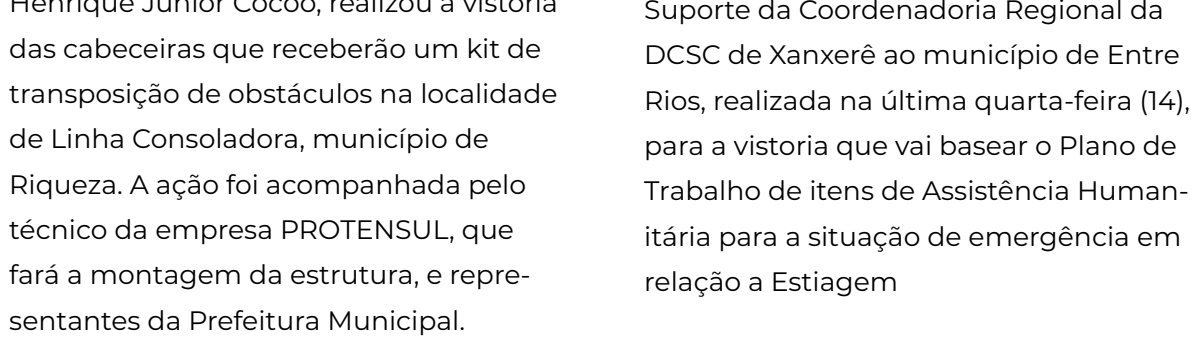 Henrique Junior Cocoo, realizou a vistoria
das cabeceiras que receberão um kit de
transposição de obstáculos na localidade
de Linha Consoladora, município de
Riqueza. A ação foi acompanhada pelo
técnico da empresa PROTENSUL, que
fará a montagem da estrutura, e repre-
sentantes da Prefeitura Municipal.
Suporte da Coordenadoria Regional da
DCSC de Xanxerê ao município de Entre
Rios, realizada na última quarta-feira (14),
para a vistoria que vai basear o Plano de
Trabalho de itens de Assistência Human-
itária para a situação de emergência em
relação a Estiagem